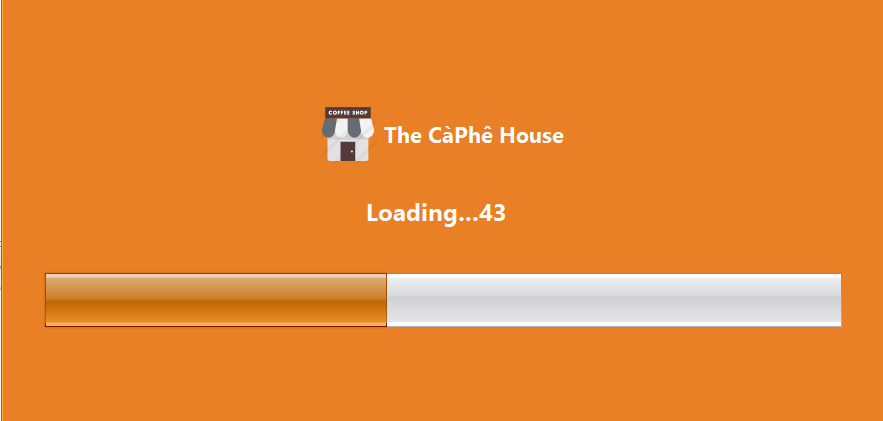 COFFEE SHOP
The CàPhê House
Loading...43